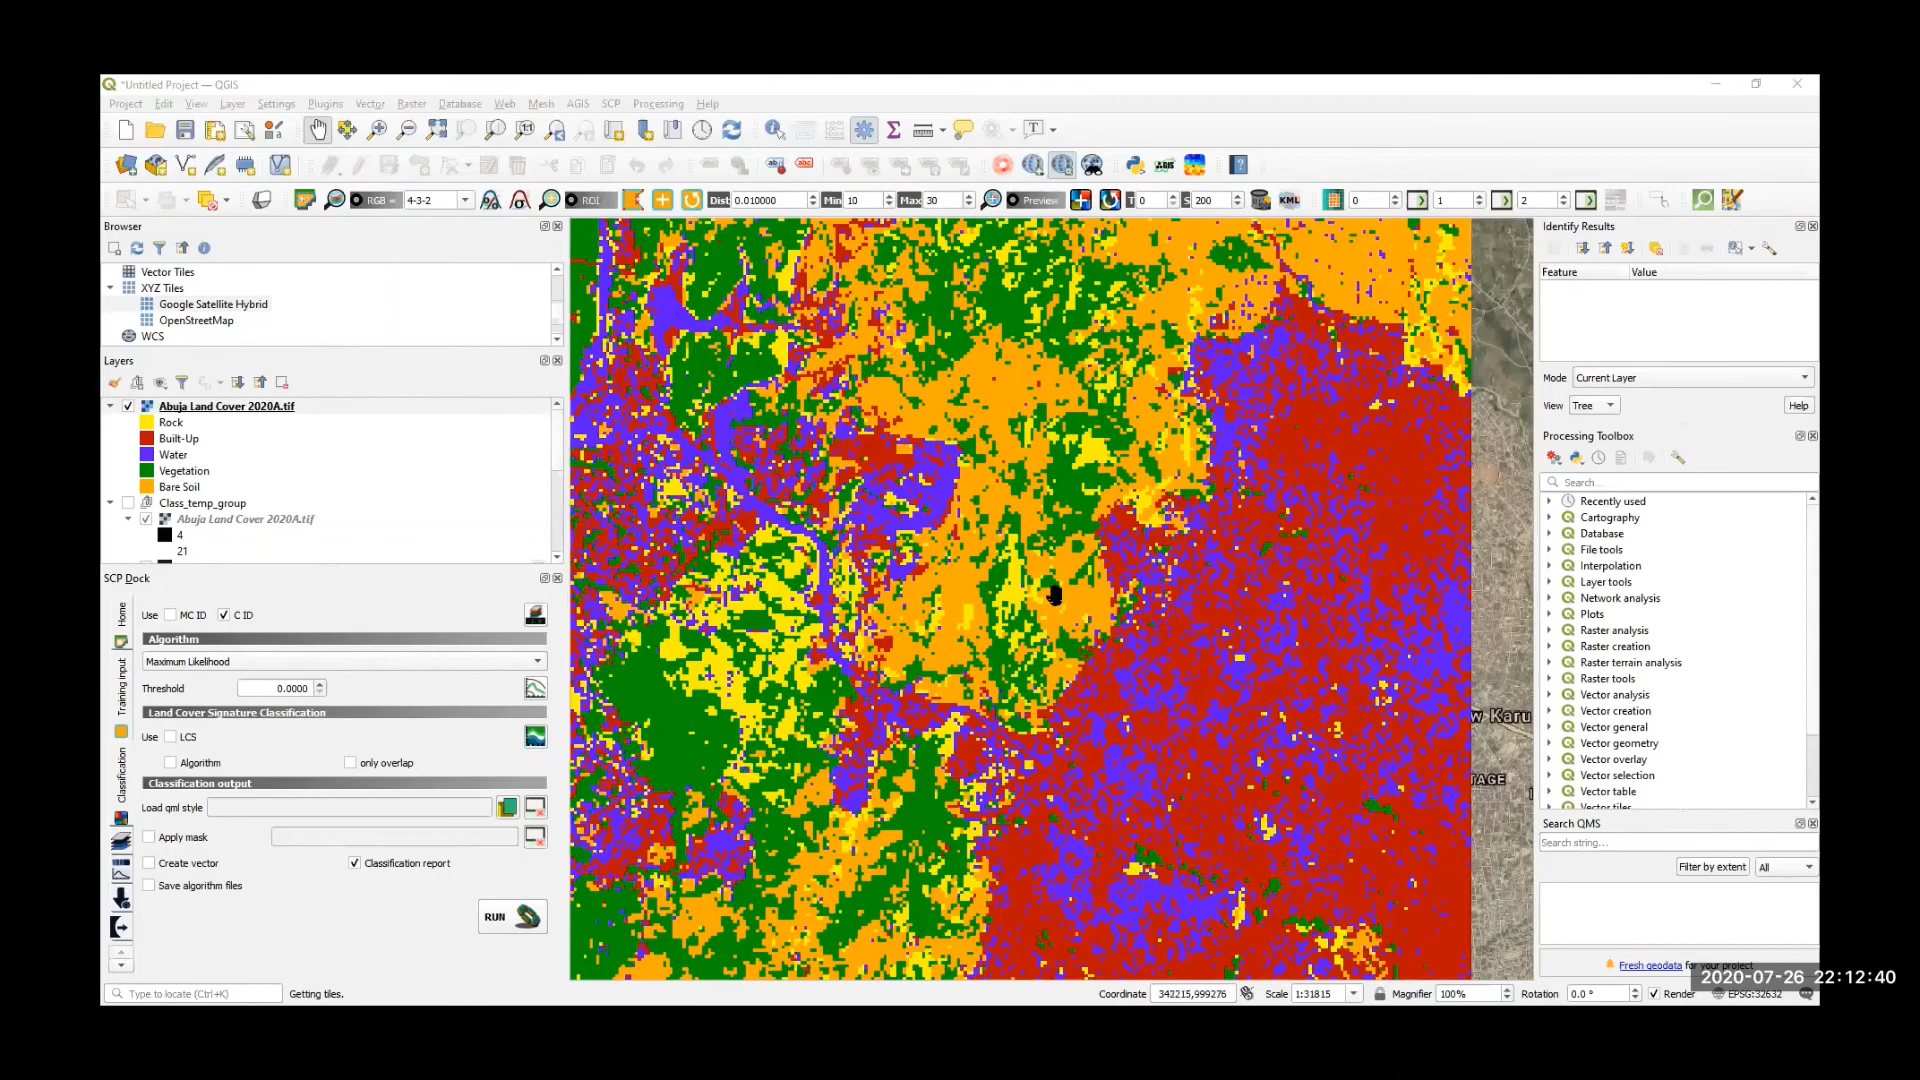 *Untitled Project — QGIS
Project Edit View Layer Settings Plugins Vector Raster Database Web Mesh AGIS SCP Processing Help
RGB = 4-3-2 ROI Dist 0.010000 Min 10 Max 30 Preview T 0 S 200 KML 0 1 2
Browser
Vector Tiles
XYZ Tiles
Google Satellite Hybrid
OpenStreetMap
WCS
Layers
Abuja Land Cover 2020A.tif
Rock
Built-Up
Water
Vegetation
Bare Soil
Class_temp_group
Abuja Land Cover 2020A.tif
4
21
SCP Dock
Home
Training input
Classification
Use MC ID C ID
Algorithm
Maximum Likelihood
Threshold 0.0000
Land Cover Signature Classification
Use LCS
Algorithm only overlap
Classification output
Load qml style
Apply mask
Create vector Classification report
Save algorithm files
RUN
w Karu
TAGE
Identify Results
Feature Value
Mode Current Layer
View Tree Help
Processing Toolbox
Search...
Recently used
Cartography
Database
File tools
Interpolation
Layer tools
Network analysis
Plots
Raster analysis
Raster creation
Raster terrain analysis
Raster tools
Vector analysis
Vector creation
Vector general
Vector geometry
Vector overlay
Vector selection
Vector table
Vector tiles
Search QMS
Search string...
Filter by extent All
Fresh geodata for your project
2020-07-26 22:12:40
Type to locate (Ctrl+K) Getting tiles. Coordinate 342215,999276 Scale 1:31815 Magnifier 100% Rotation 0.0 ° Render EPSG:32632